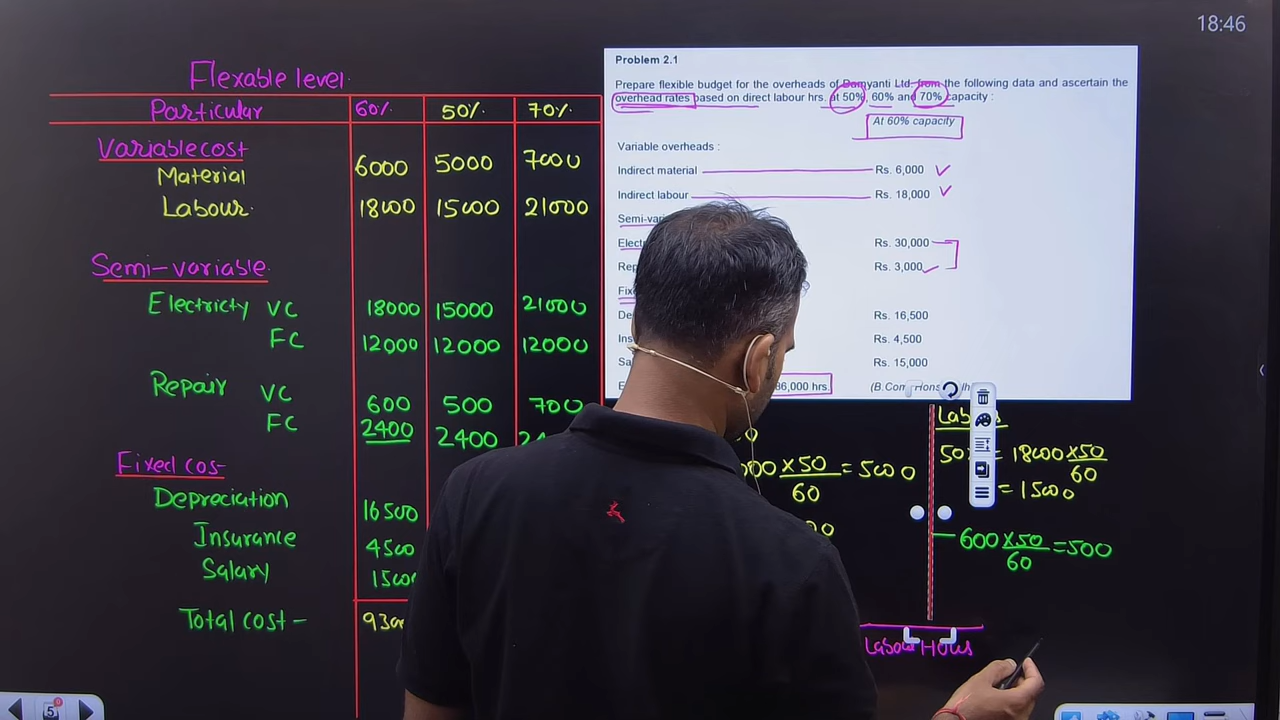 18:46
Flexable level.
Particular 60% 50% 70%
Variable cost
Material 6000 5000 7000
Labour. 18000 15000 21000
Semi-variable.
Electricty VC 18000 15000 21000
FC 12000 12000 12000
Repair VC 600 500 700
FC 2400 2400
Fixed cos
Depreciation 16500
Insurance 4500
Salary
Total cost -
Problem 2.1
Prepare flexible budget for the overheads of Damyanti Ltd. from the following data and ascertain the
overhead rates based on direct labour hrs. at 50%, 60% and 70% capacity :
At 60% capacity
Variable overheads :
Indirect material Rs. 6,000
Indirect labour Rs. 18,000
Semi-
Rs. 30,000
Rs. 3,000
Rs. 16,500
Rs. 4,500
Rs. 15,000
86,000 hrs.
×50/60 = 5000
= 18000×50/60
= 15000
600×50/60 = 500
Labour Hours
5